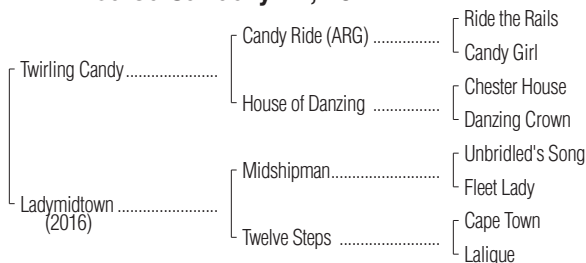 Ride the Rails
Candy Ride (ARG) ................
Candy Girl
Twirling Candy ......................
Chester House
House of Danzing ................
Danzing Crown
Unbridled's Song
Midshipman..........................
Fleet Lady
Ladymidtown ........................
(2016)
Cape Town
Twelve Steps ........................
Lalique